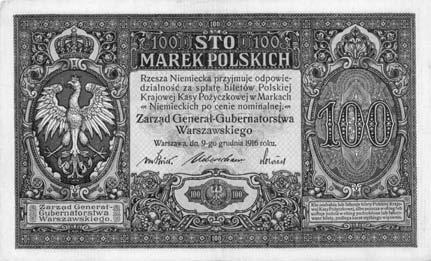 100 STO 100
MAREK POLSKICH
Rzesza Niemiecka przyjmuje odpowie-
dzialność za spłatę biletów Polskiej
Krajowej Kasy Pożyczkowej w Markach
Niemieckich po cenie nominalnej.
Zarząd Generał-Gubernatorstwa
Warszawskiego
Warszawa, dn. 9-go grudnia 1916 roku.
100
100 100
Zarząd Generał-
Gubernatorstwa
Warszawskiego.